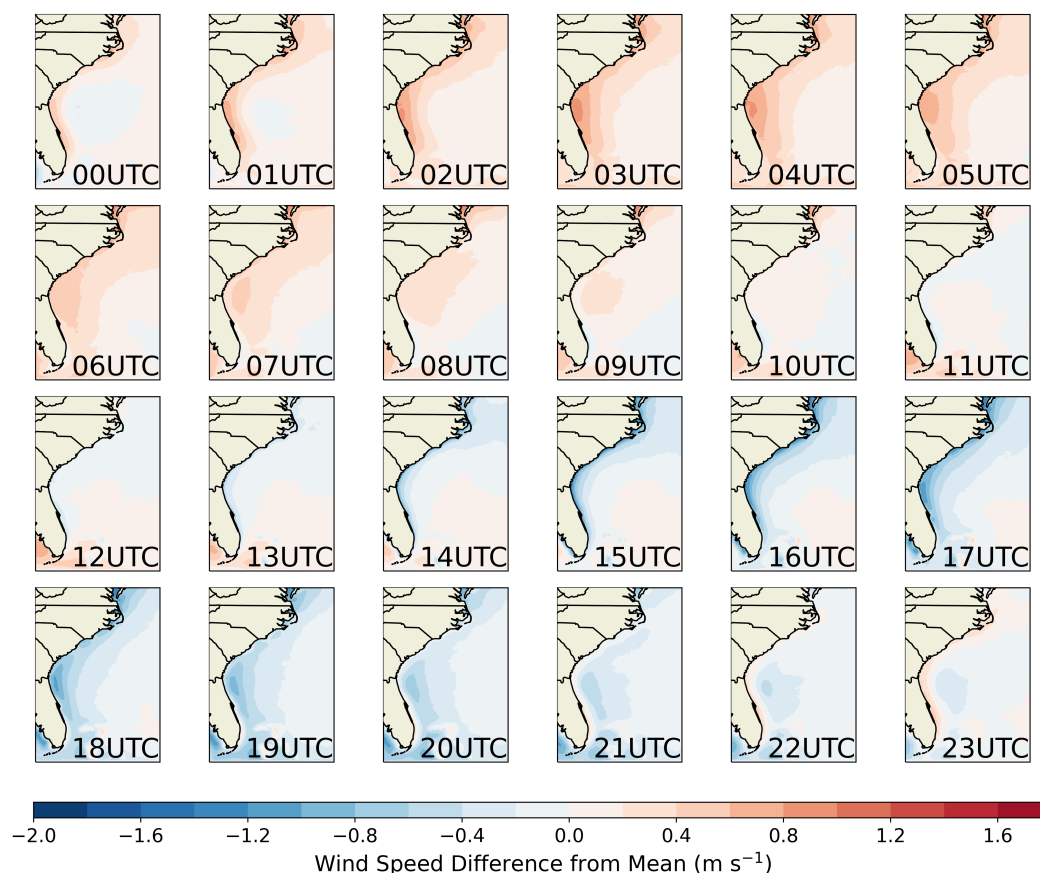 00UTC 01UTC 02UTC 03UTC 04UTC 05UTC
06UTC 07UTC 08UTC 09UTC 10UTC 11UTC
12UTC 13UTC 14UTC 15UTC 16UTC 17UTC
18UTC 19UTC 20UTC 21UTC 22UTC 23UTC
−2.0 −1.6 −1.2 −0.8 −0.4 0.0 0.4 0.8 1.2 1.6
Wind Speed Difference from Mean (m s⁻¹)